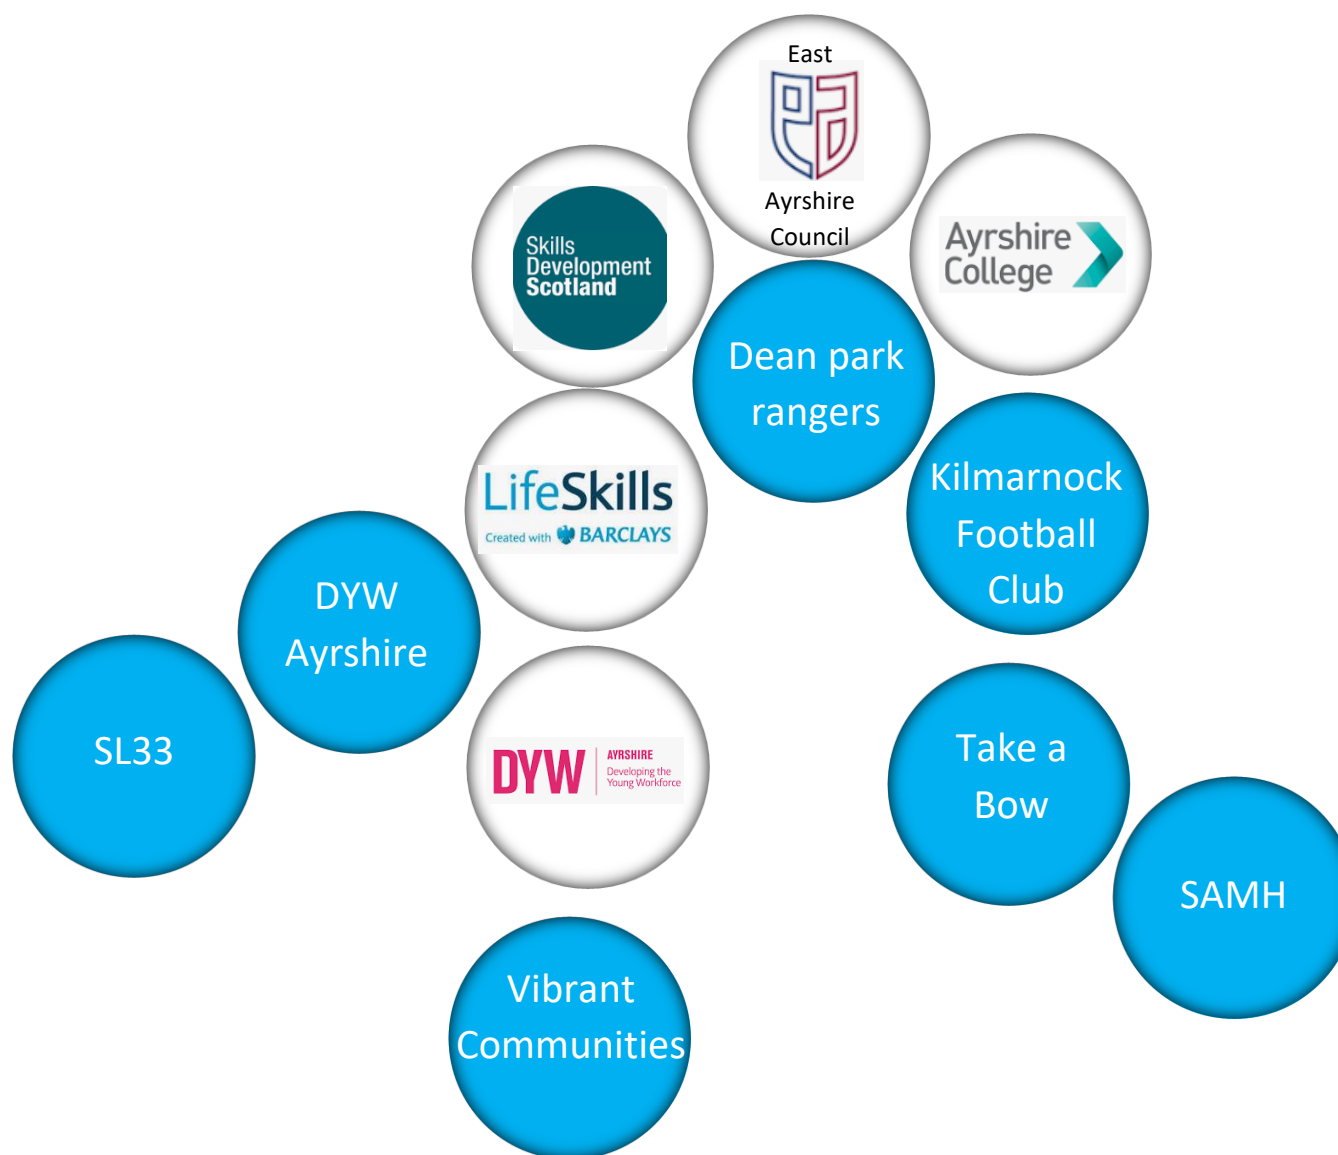 East
Ayrshire
Council
Skills
Development
Scotland
Ayrshire
College
Dean park
rangers
LifeSkills
Created with BARCLAYS
Kilmarnock
Football
Club
DYW
Ayrshire
SL33
DYW
AYRSHIRE
Developing the
Young Workforce
Take a
Bow
SAMH
Vibrant
Communities